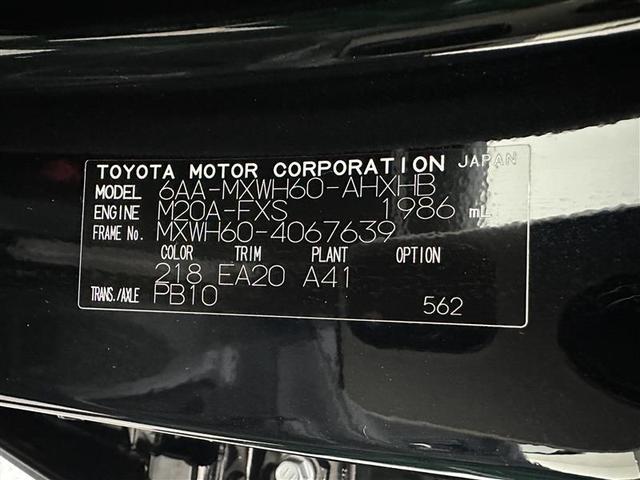 TOYOTA MOTOR CORPORATION JAPAN
MODEL 6AA-MXWH60-AHXHB
ENGINE M20A-FXS 1986 mL
FRAME No. MXWH60-4067639
COLOR TRIM PLANT OPTION
218 EA20 A41
TRANS./AXLE PB10
562